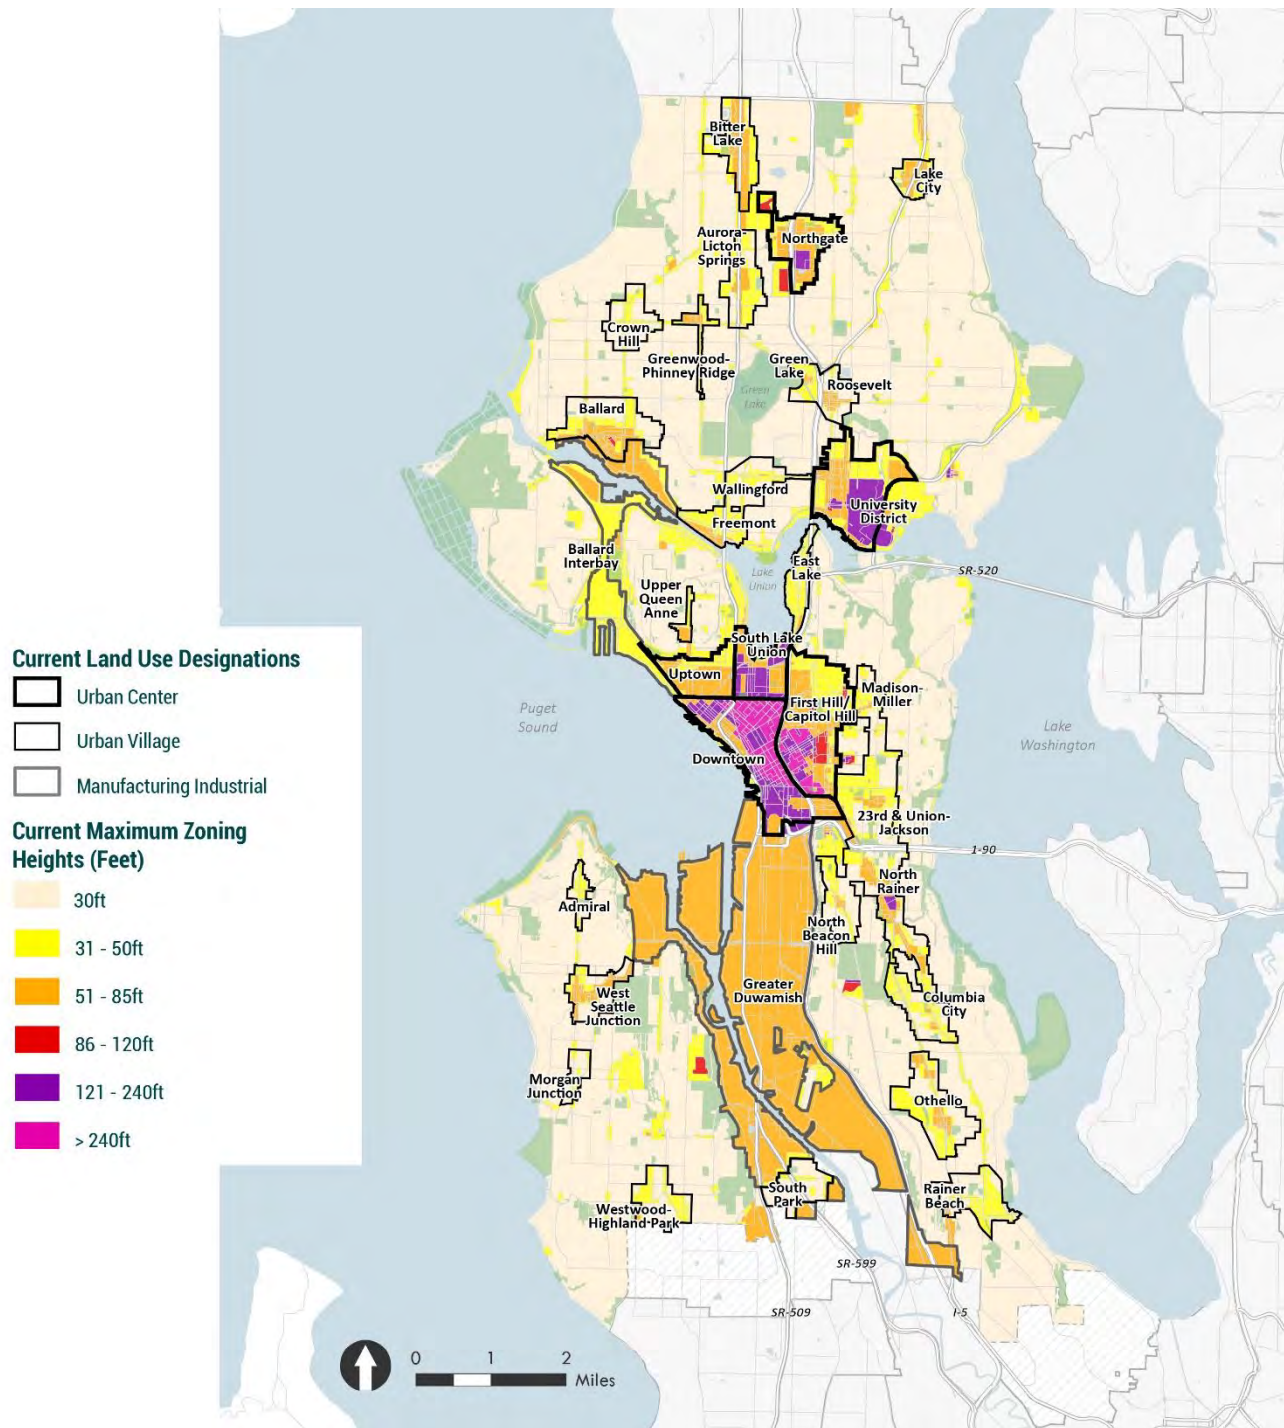 Bitter
Lake
Lake
City
Aurora-
Licton
Springs
Northgate
Crown
Hill
Greenwood-
Phinney Ridge
Green
Lake
Green
Lake
Roosevelt
Ballard
Wallingford
University
District
Freemont
Ballard
Interbay
East
Lake
Lake
Union
SR-520
Upper
Queen
Anne
South Lake
Union
Uptown
Madison-
Miller
First Hill/
Capitol Hill
Puget
Sound
Lake
Washington
Downtown
23rd & Union-
Jackson
1-90
North
Rainer
Admiral
North
Beacon
Hill
Greater
Duwamish
West
Seattle
Junction
Columbia
City
Morgan
Junction
Othello
South
Park
Rainer
Beach
Westwood-
Highland Park
SR-599
SR-509
I-5
Current Land Use Designations
Urban Center
Urban Village
Manufacturing Industrial
Current Maximum Zoning
Heights (Feet)
30ft
31 - 50ft
51 - 85ft
86 - 120ft
121 - 240ft
> 240ft
0 1 2
Miles